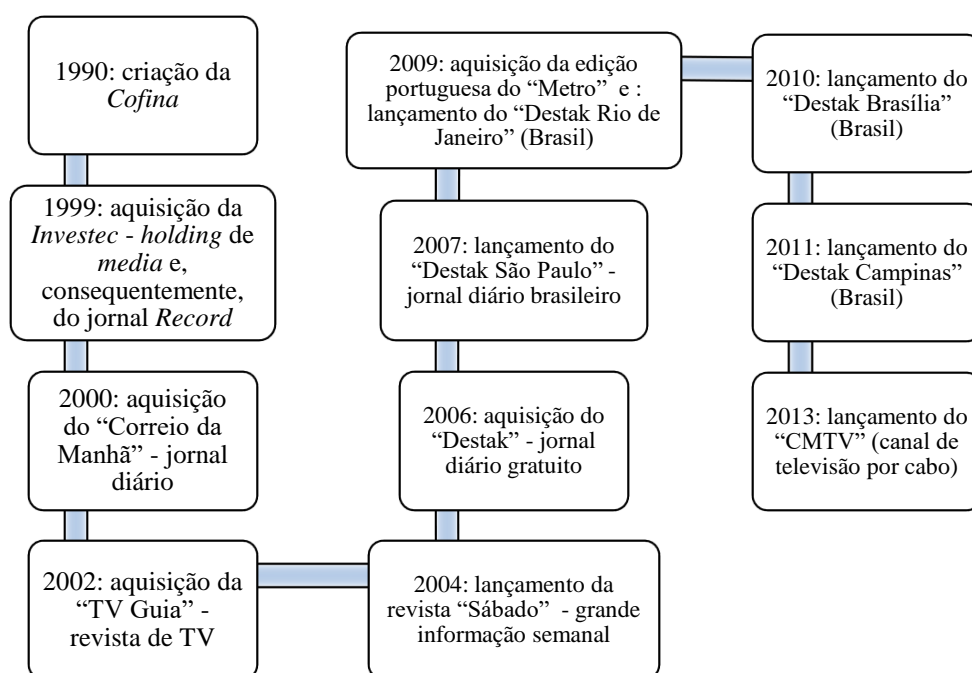 1990: criação da
Cofina
1999: aquisição da
Investec - holding de
media e,
consequentemente,
do jornal Record
2000: aquisição
do “Correio da
Manhã” - jornal
diário
2002: aquisição da
“TV Guia” -
revista de TV
2004: lançamento da
revista “Sábado” - grande
informação semanal
2006: aquisição do
“Destak” - jornal
diário gratuito
2007: lançamento do
“Destak São Paulo” -
jornal diário brasileiro
2009: aquisição da edição
portuguesa do “Metro” e :
lançamento do “Destak Rio de
Janeiro” (Brasil)
2010: lançamento do
“Destak Brasília”
(Brasil)
2011: lançamento do
“Destak Campinas”
(Brasil)
2013: lançamento do
“CMTV” (canal de
televisão por cabo)